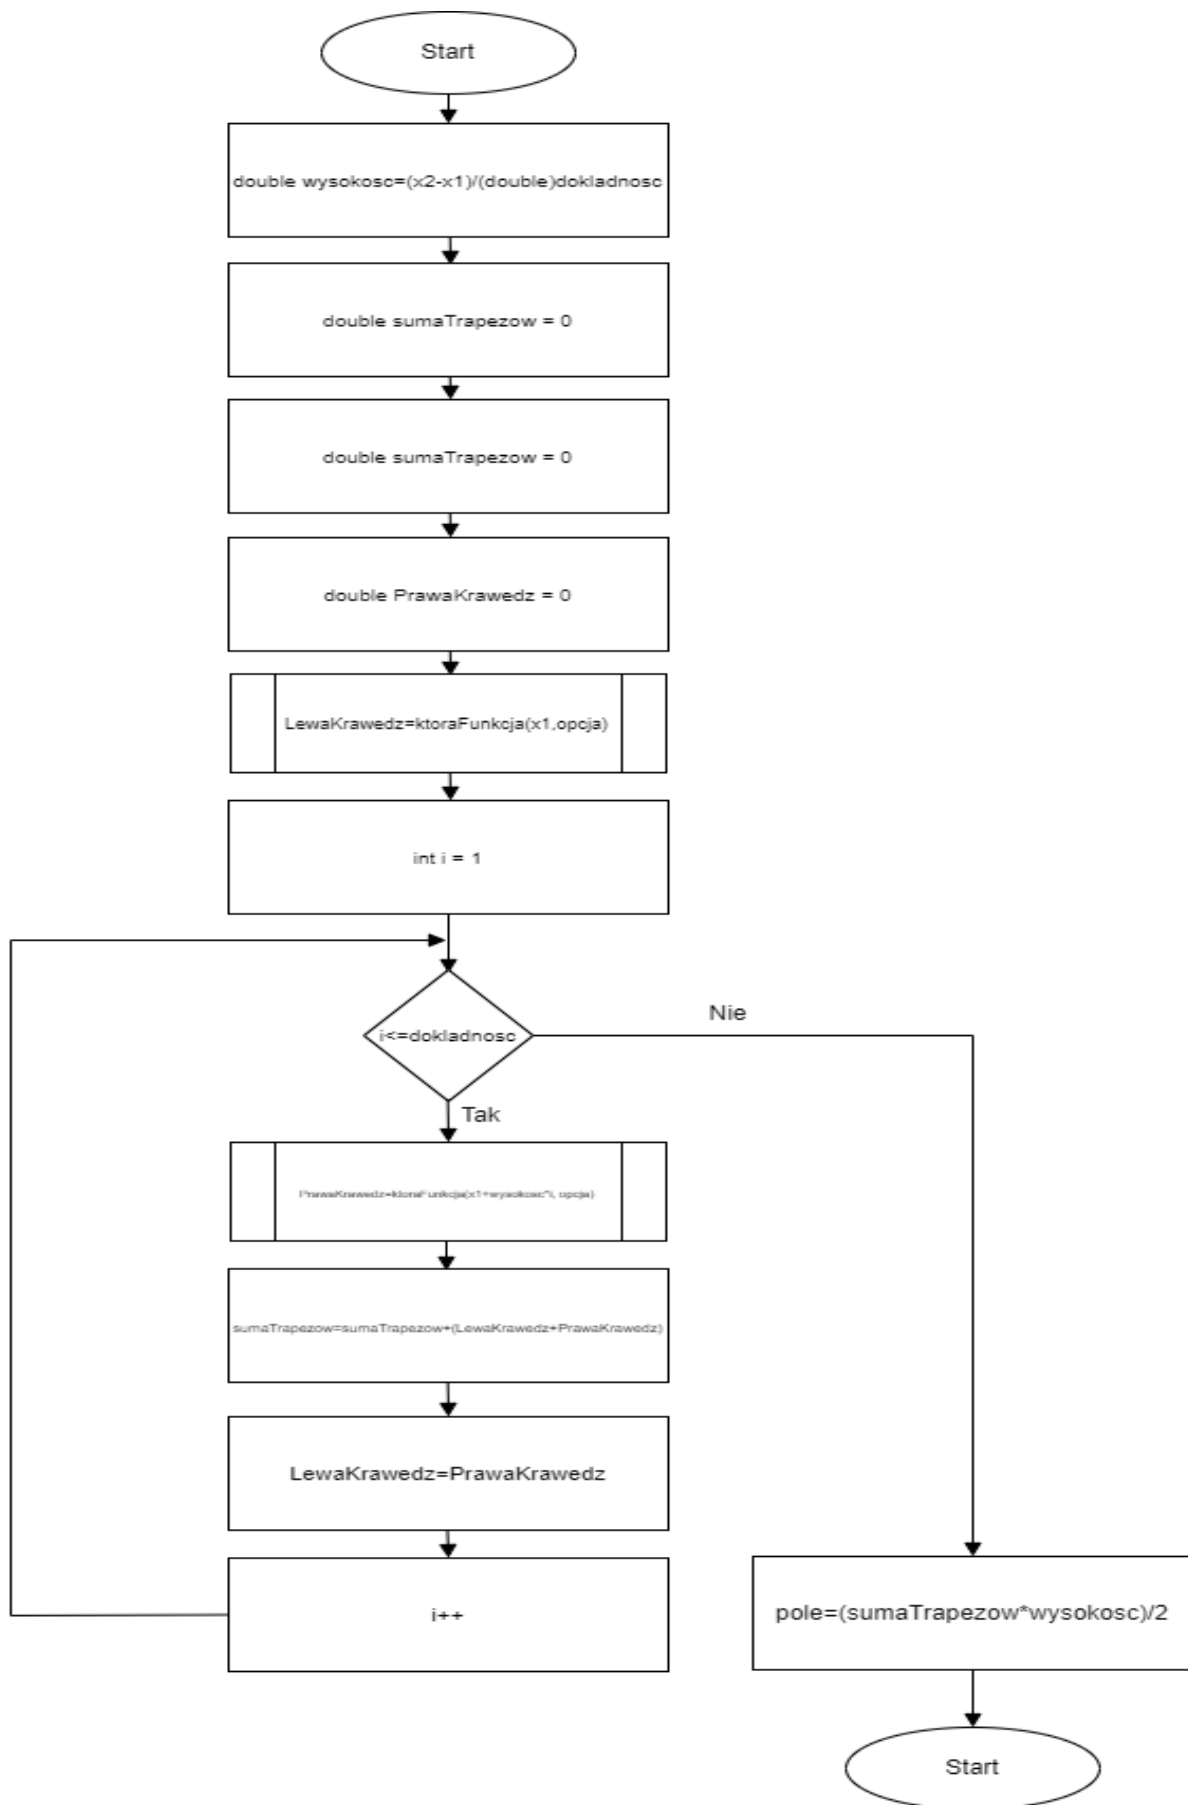 Start
double wysokosc=(x2-x1)/(double)dokladnosc
double sumaTrapezow = 0
double sumaTrapezow = 0
double PrawaKrawedz = 0
LewaKrawedz=ktoraFunkcja(x1,opcja)
int i = 1
i<=dokladnosc
Nie
Tak
PrawaKrawedz=ktoraFunkcja(x1+wysokosc*i, opcja)
sumaTrapezow=sumaTrapezow+(LewaKrawedz+PrawaKrawedz)
LewaKrawedz=PrawaKrawedz
i++
pole=(sumaTrapezow*wysokosc)/2
Start